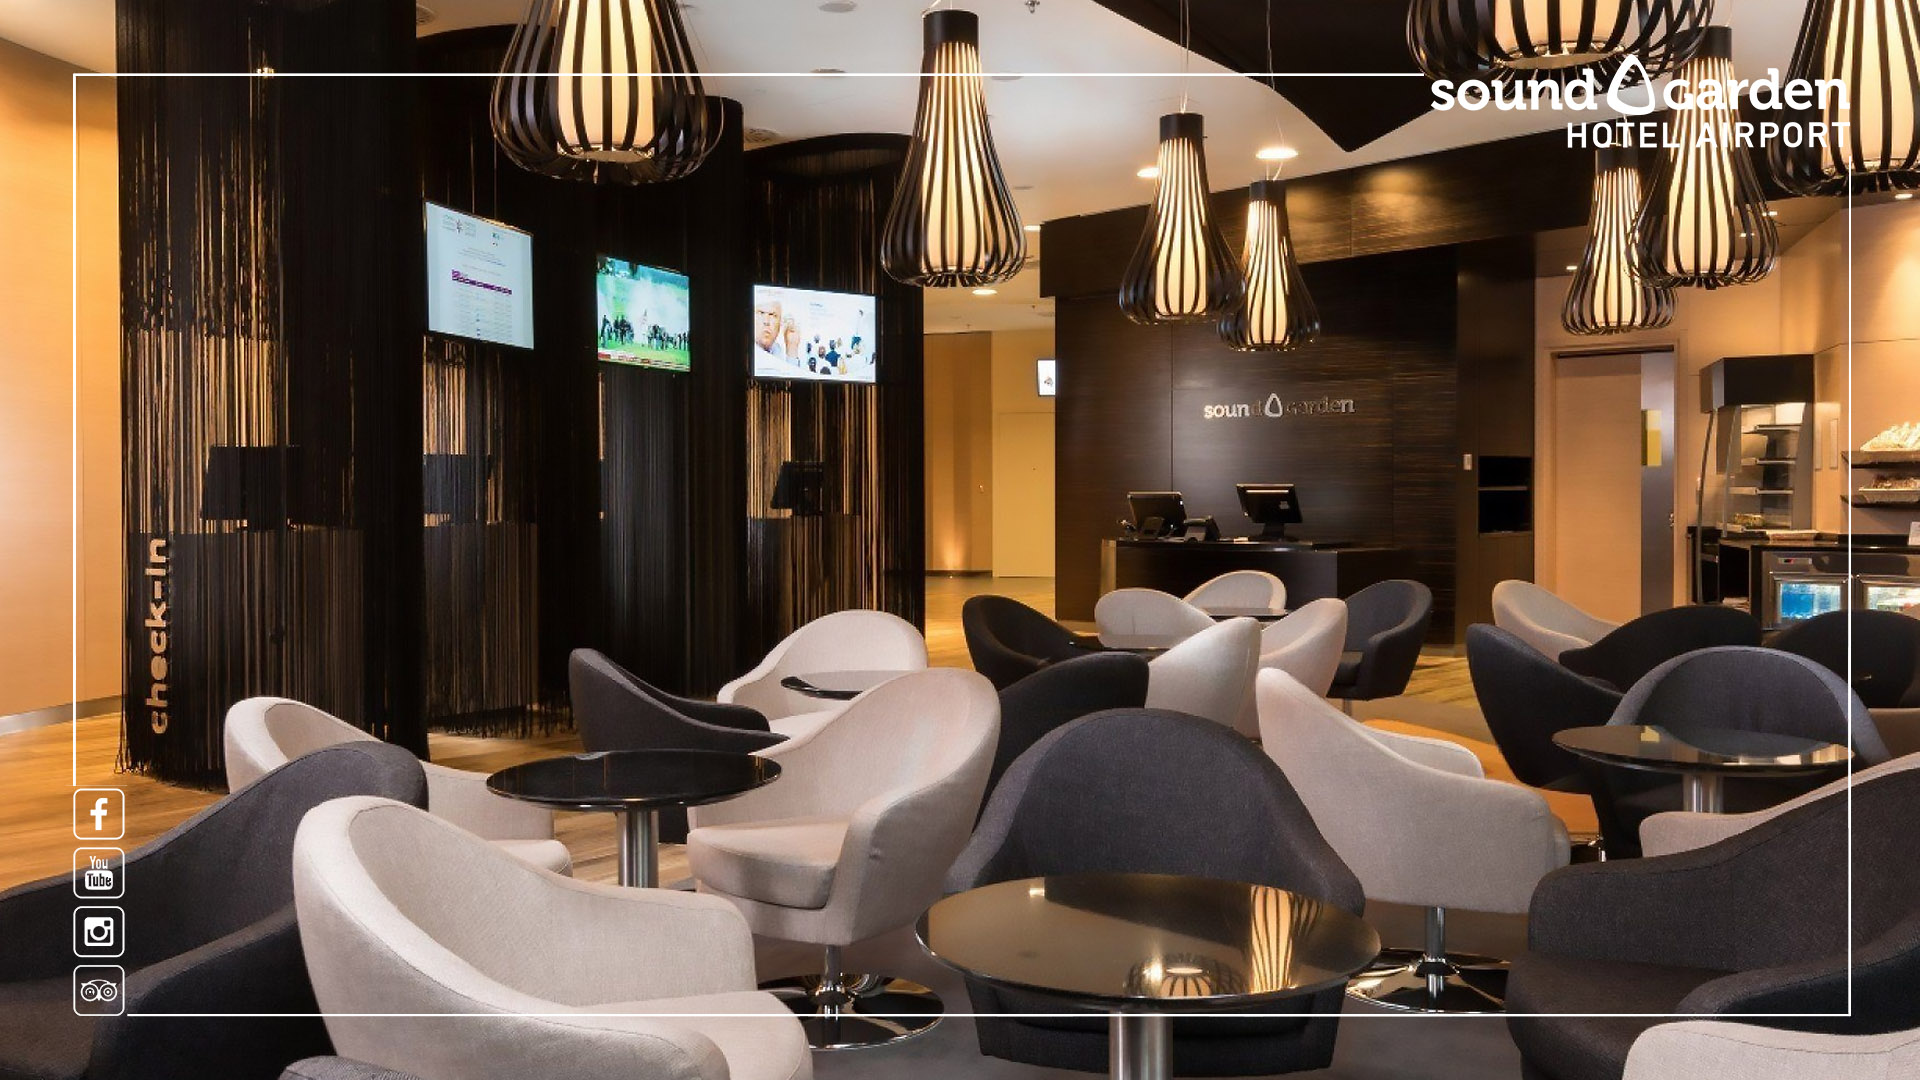 sound garden
HOTEL AIRPORT
sound garden
check-in
You
Tube